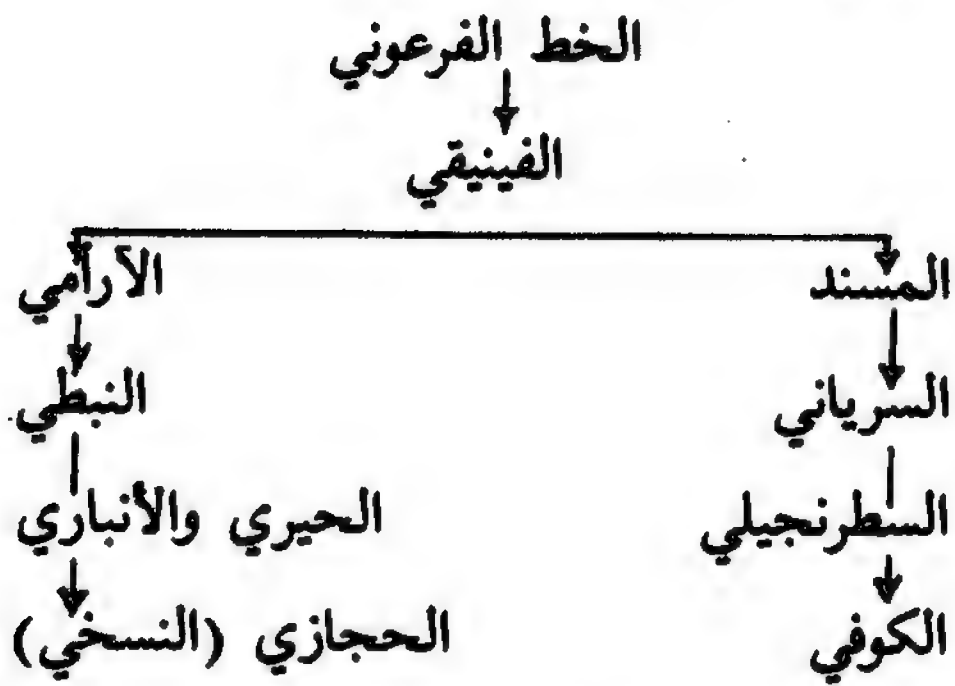 الخط الفرعوني
الفينيقي
المسند الآرامي
السرياني النبطي
السطرنجيلي الحيري والأنباري
الكوفي الحجازي (النسخي)